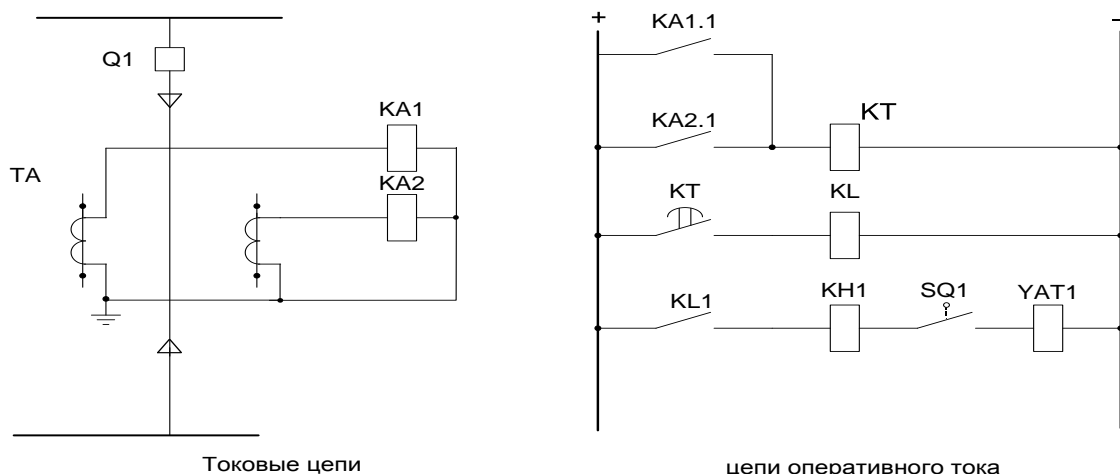 Q1
KA1
TA
KA2
Токовые цепи
+
–
KA1.1
KA2.1
KT
KT
KL
KL1
KH1
SQ1
YAT1
цепи оперативного тока